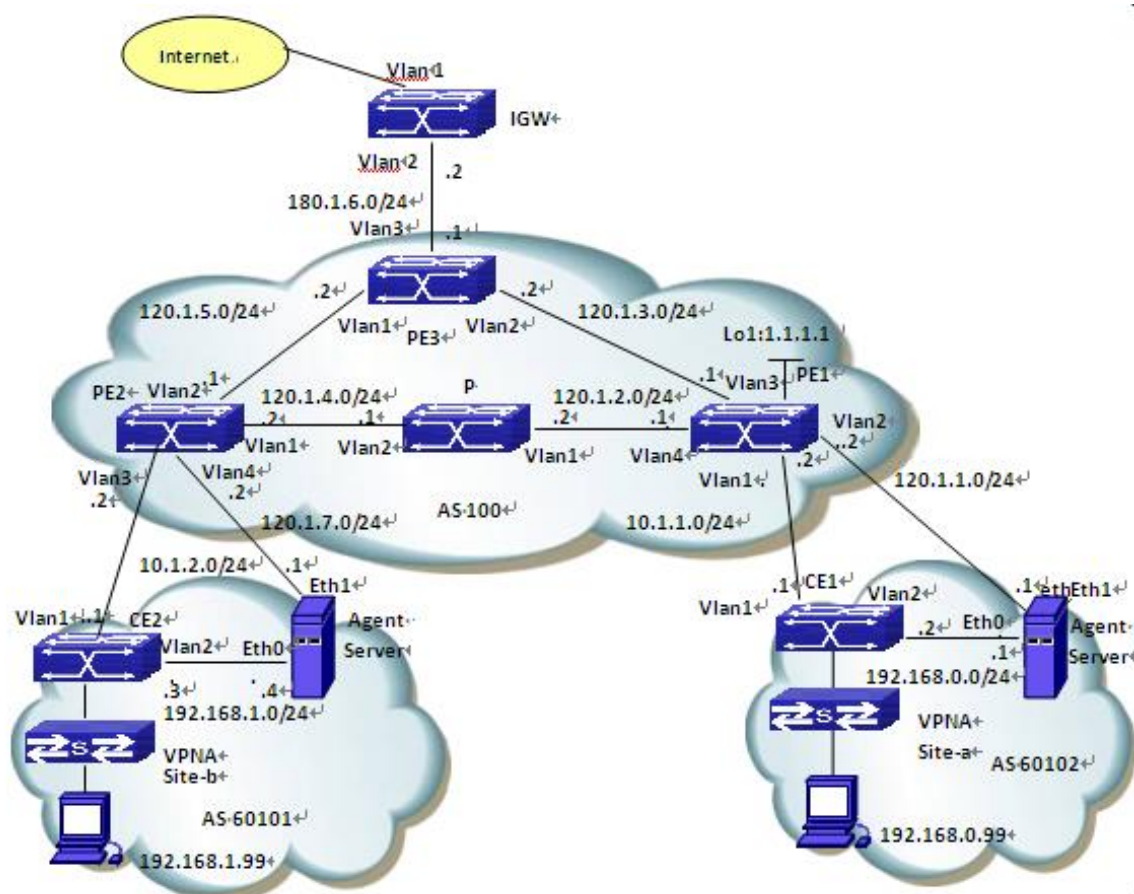 Internet
Vlan 1
IGW
Vlan 2
.2
180.1.6.0/24
Vlan3
.1
.2
.2
120.1.5.0/24
120.1.3.0/24
Vlan1
PE3
Vlan2
Lo1:1.1.1.1
PE2
Vlan2
.1
P
.1
Vlan3
PE1
120.1.4.0/24
120.1.2.0/24
.2
.1
.2
.1
Vlan2
Vlan1
Vlan2
Vlan1
Vlan4
.2
..2
Vlan3
Vlan4
Vlan1.
.2
.2
120.1.1.0/24
AS-100
120.1.7.0/24
10.1.1.0/24
10.1.2.0/24
.1
Eth1
.1
CE1
.1
ethEth1
Vlan1
..1
CE2
Vlan1
Vlan2
Agent
Vlan2
Eth0
Server
.2
Eth0
Agent
.1
Server
.3
.4
192.168.0.0/24
192.168.1.0/24
S
S
VPNA
VPNA
Site-b
Site-a
AS-60102
AS-60101
192.168.0.99
192.168.1.99